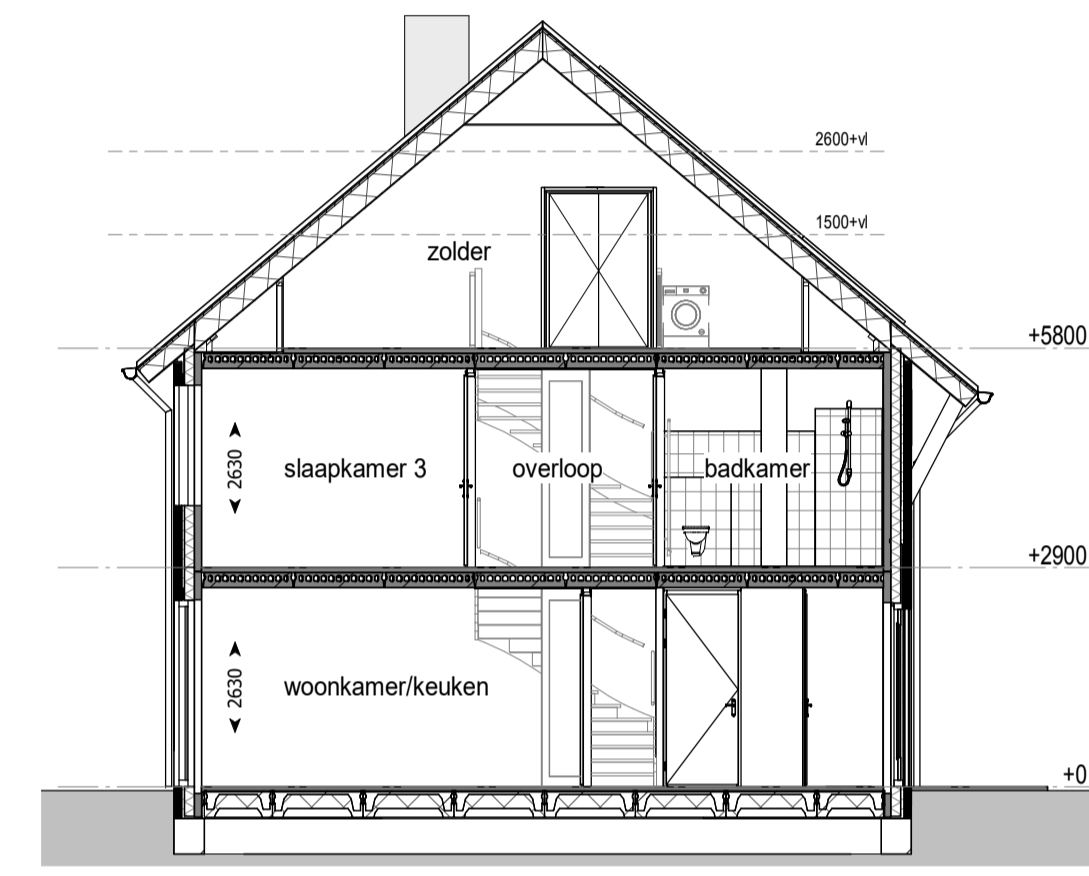 2600+vl
1500+vl
zolder
+5800
2630
slaapkamer 3
overloop
badkamer
+2900
2630
woonkamer/keuken
+0